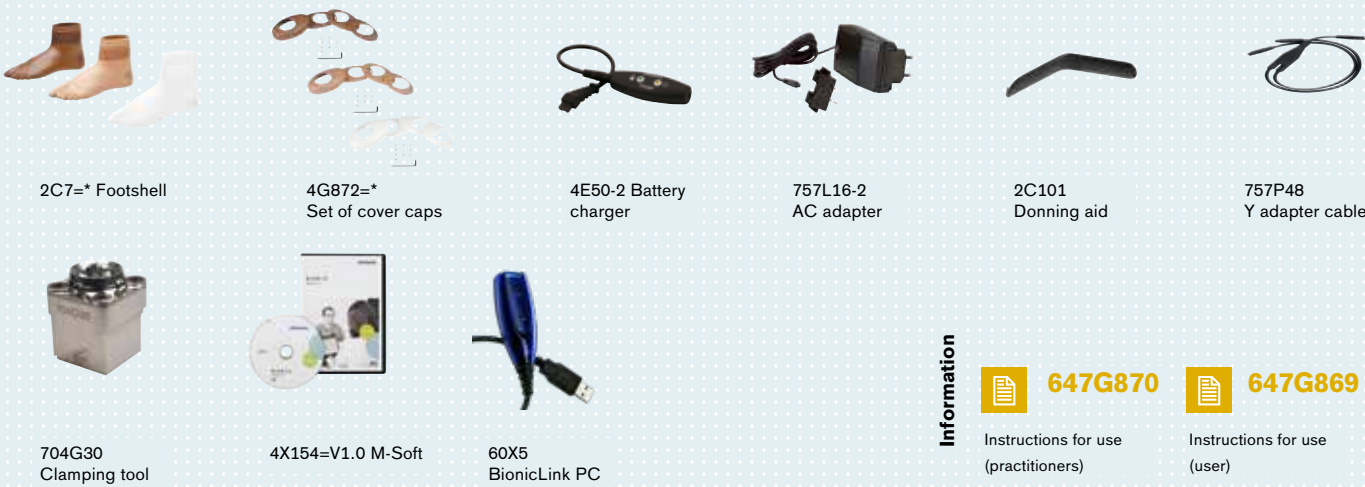 2C7=* Footshell
4G872=*
Set of cover caps
4E50-2 Battery
charger
757L16-2
AC adapter
2C101
Donning aid
757P48
Y adapter cable
704G30
Clamping tool
4X154=V1.0 M-Soft
60X5
BionicLink PC
Information
647G870
Instructions for use
(practitioners)
647G869
Instructions for use
(user)